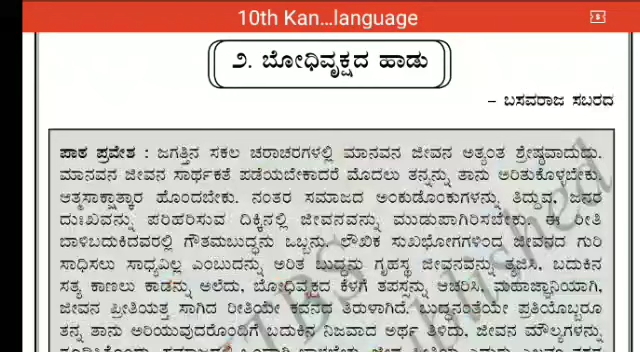 10th Kan...language
೨. ಬೋಧಿವೃಕ್ಷದ ಹಾಡು
– ಬಸವರಾಜ ಸಬರದ
ಪಾಠ ಪ್ರವೇಶ : ಜಗತ್ತಿನ ಸಕಲ ಚರಾಚರಗಳಲ್ಲಿ ಮಾನವನ ಜೀವನ ಅತ್ಯಂತ ಶ್ರೇಷ್ಠವಾದುದು.
ಮಾನವನ ಜೀವನ ಸಾರ್ಥಕತೆ ಪಡೆಯಬೇಕಾದರೆ ಮೊದಲು ತನ್ನನ್ನು ತಾನು ಅರಿತುಕೊಳ್ಳಬೇಕು.
ಆತ್ಮಸಾಕ್ಷಾತ್ಕಾರ ಹೊಂದಬೇಕು. ನಂತರ ಸಮಾಜದ ಅಂಕುಡೊಂಕುಗಳನ್ನು ತಿದ್ದುವ, ಜನರ
ದುಃಖವನ್ನು ಪರಿಹರಿಸುವ ದಿಕ್ಕಿನಲ್ಲಿ ಜೀವನವನ್ನು ಮುಡುಪಾಗಿರಿಸಬೇಕು. ಈ ರೀತಿ
ಬಾಳಿಬದುಕಿದವರಲ್ಲಿ ಗೌತಮಬುದ್ಧನು ಒಬ್ಬನು. ಲೌಕಿಕ ಸುಖಭೋಗಗಳಿಂದ ಜೀವನದ ಗುರಿ
ಸಾಧಿಸಲು ಸಾಧ್ಯವಿಲ್ಲ ಎಂಬುದನ್ನು ಅರಿತ ಬುದ್ಧನು ಗೃಹಸ್ಥ ಜೀವನವನ್ನು ತ್ಯಜಿಸಿ, ಬದುಕಿನ
ಸತ್ಯ ಕಾಣಲು ಕಾಡನ್ನು ಅಲೆದು, ಬೋಧಿವೃಕ್ಷದ ಕೆಳಗೆ ತಪಸ್ಸನ್ನು ಆಚರಿಸಿ, ಮಹಾಜ್ಞಾನಿಯಾಗಿ,
ಜೀವನ ಪ್ರೀತಿಯತ್ತ ಸಾಗಿದ ರೀತಿಯೇ ಕವನದ ತಿರುಳಾಗಿದೆ. ಬುದ್ಧನಂತೆಯೇ ಪ್ರತಿಯೊಬ್ಬರೂ
ತನ್ನ ತಾನು ಅರಿಯುವುದರೊಂದಿಗೆ ಬದುಕಿನ ನಿಜವಾದ ಅರ್ಥ ತಿಳಿದು, ಜೀವನ ಮೌಲ್ಯಗಳನ್ನು